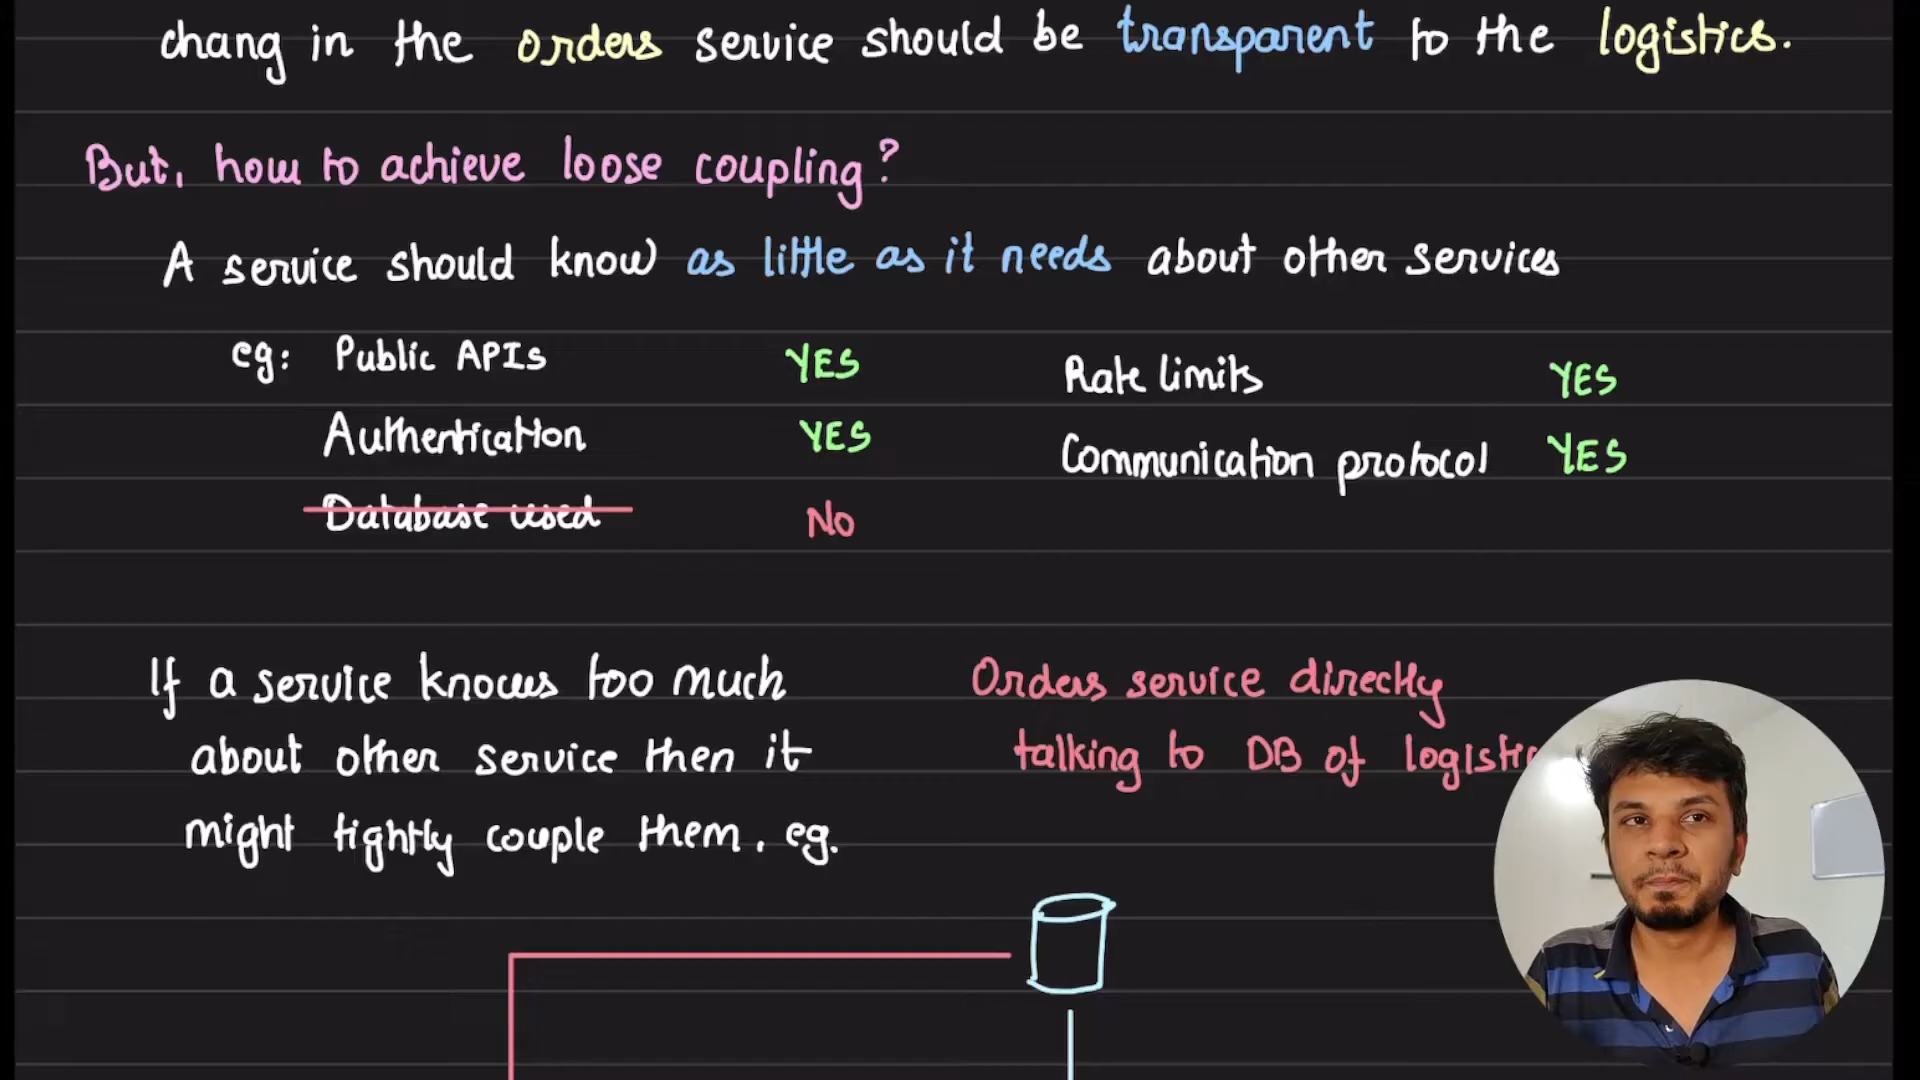 chang in the orders service should be transparent to the logistics.
But, how to achieve loose coupling?
A service should know as little as it needs about other services
eg: Public APIs YES
Authentication YES
Database used NO
Rate limits YES
Communication protocol YES
If a service knows too much
about other service then it
might tightly couple them. eg.
Orders service directly
talking to DB of